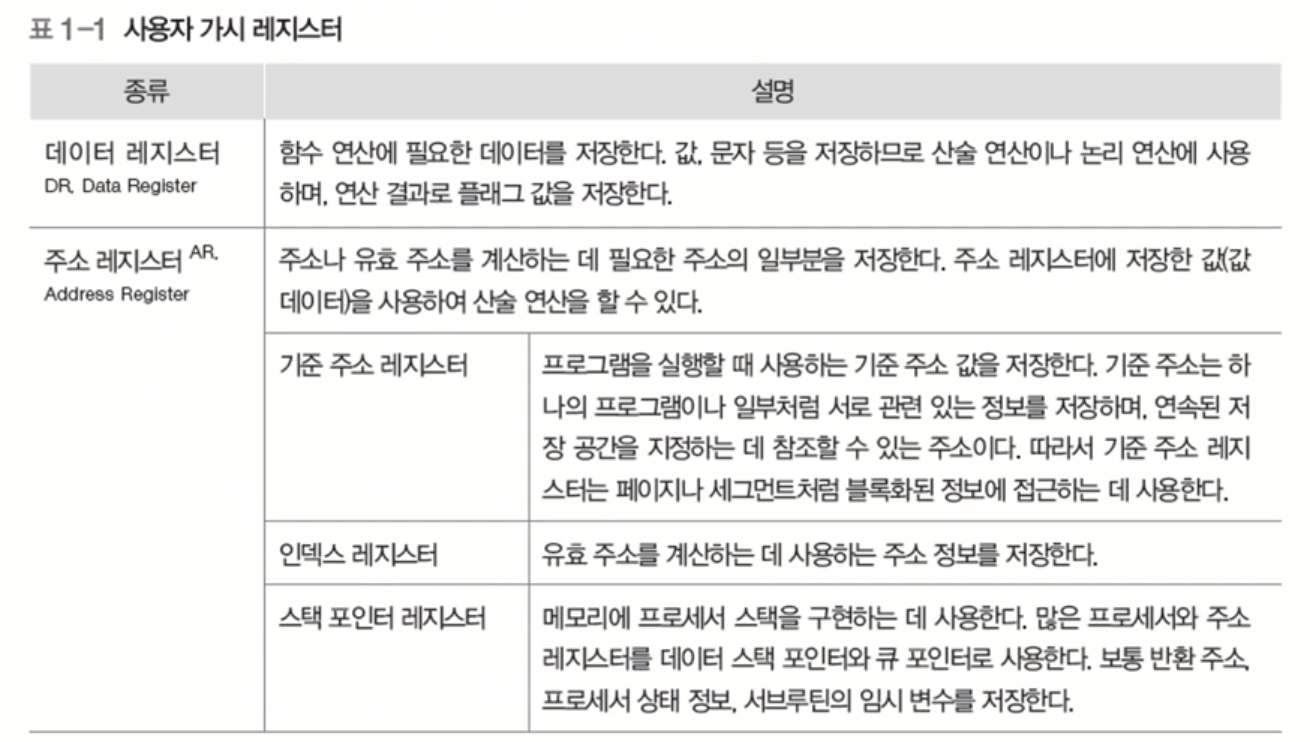 표 1-1 사용자 가시 레지스터
종류
설명
데이터 레지스터
DR, Data Register
함수 연산에 필요한 데이터를 저장한다. 값, 문자 등을 저장하므로 산술 연산이나 논리 연산에 사용
하며, 연산 결과로 플래그 값을 저장한다.
주소 레지스터 AR,
Address Register
주소나 유효 주소를 계산하는 데 필요한 주소의 일부분을 저장한다. 주소 레지스터에 저장한 값(값
데이터)을 사용하여 산술 연산을 할 수 있다.
기준 주소 레지스터
프로그램을 실행할 때 사용하는 기준 주소 값을 저장한다. 기준 주소는 하
나의 프로그램이나 일부처럼 서로 관련 있는 정보를 저장하며, 연속된 저
장 공간을 지정하는 데 참조할 수 있는 주소이다. 따라서 기준 주소 레지
스터는 페이지나 세그먼트처럼 블록화된 정보에 접근하는 데 사용한다.
인덱스 레지스터
유효 주소를 계산하는 데 사용하는 주소 정보를 저장한다.
스택 포인터 레지스터
메모리에 프로세서 스택을 구현하는 데 사용한다. 많은 프로세서와 주소
레지스터를 데이터 스택 포인터와 큐 포인터로 사용한다. 보통 반환 주소,
프로세서 상태 정보, 서브루틴의 임시 변수를 저장한다.